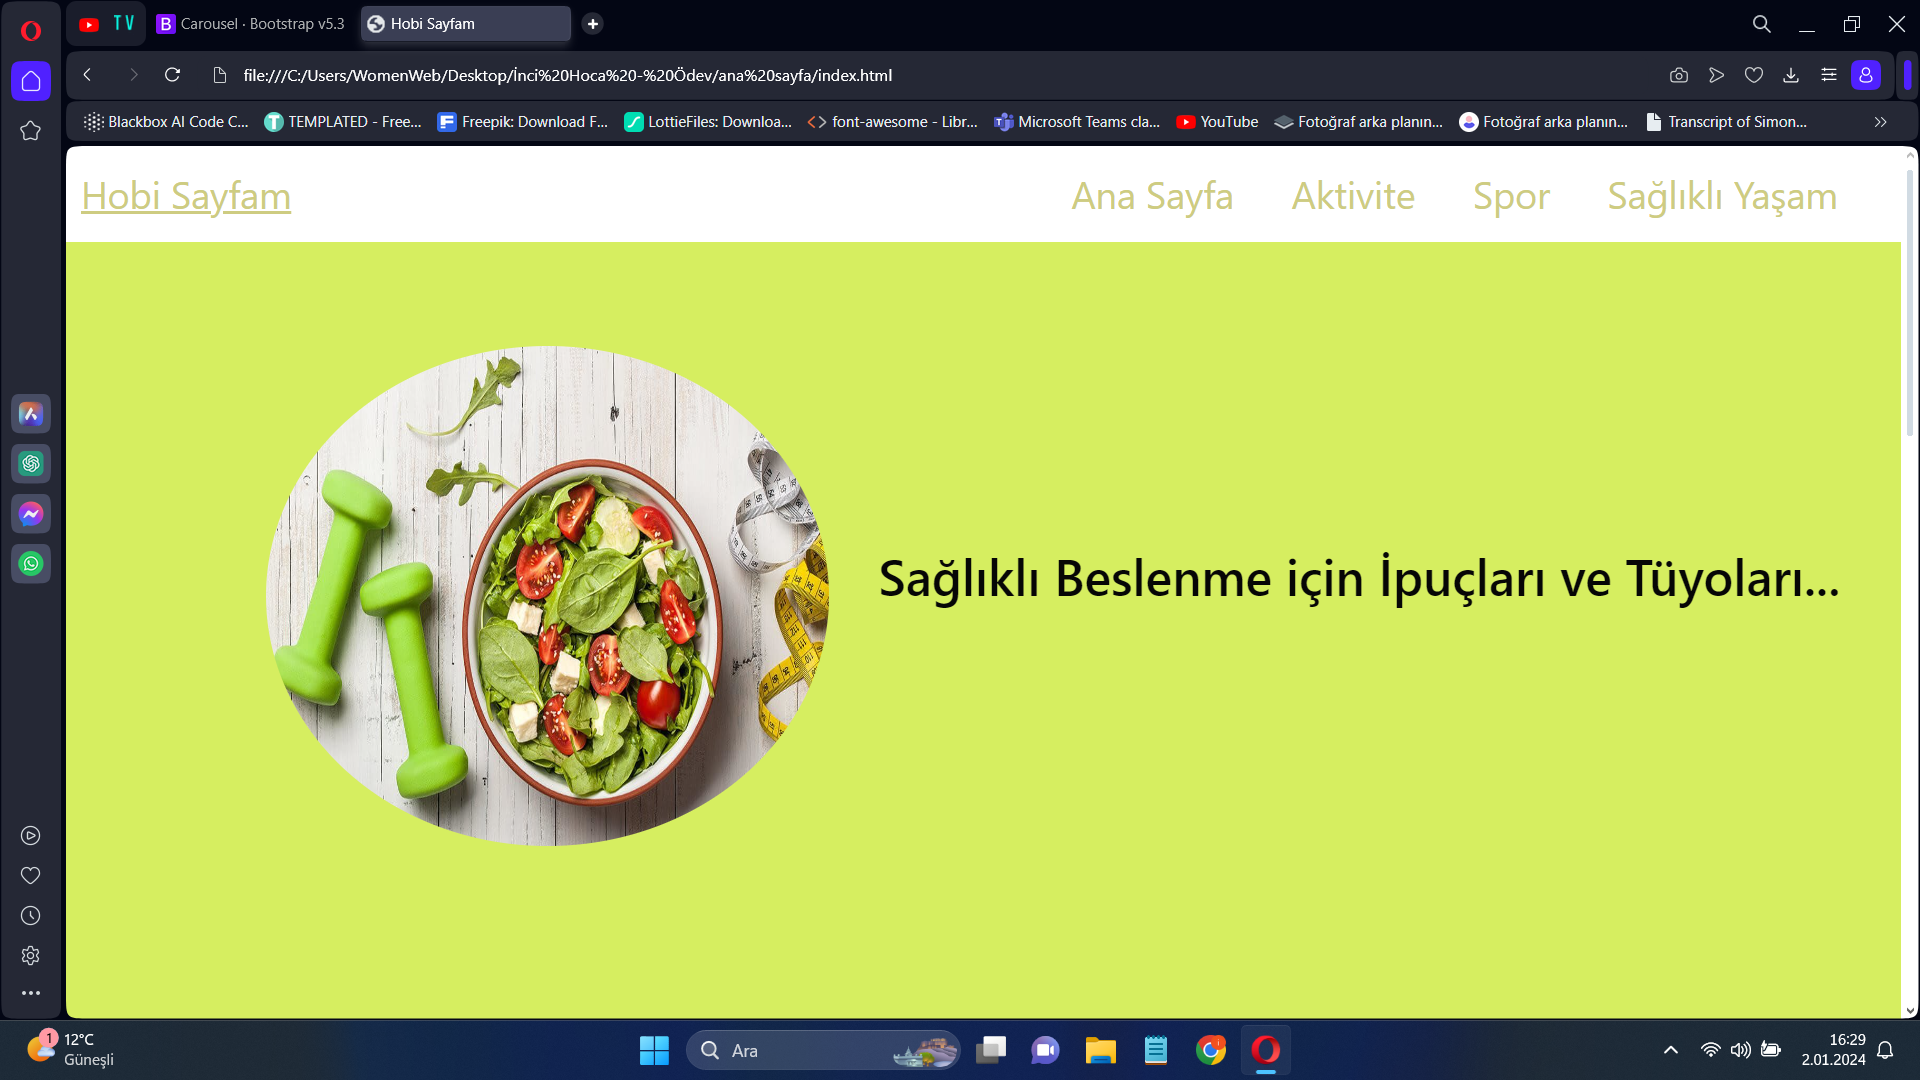 TV
Carousel · Bootstrap v5.3
Hobi Sayfam
file:///C:/Users/WomenWeb/Desktop/İnci%20Hoca%20-%20Ödev/ana%20sayfa/index.html
Blackbox AI Code C...
TEMPLATED - Free...
Freepik: Download F...
LottieFiles: Downloa...
font-awesome - Libr...
Microsoft Teams cla...
YouTube
Fotoğraf arka planın...
Fotoğraf arka planın...
Transcript of Simon...
Hobi Sayfam
Ana Sayfa
Aktivite
Spor
Sağlıklı Yaşam
Sağlıklı Beslenme için İpuçları ve Tüyoları...
1
12°C
Güneşli
Ara
16:29
2.01.2024